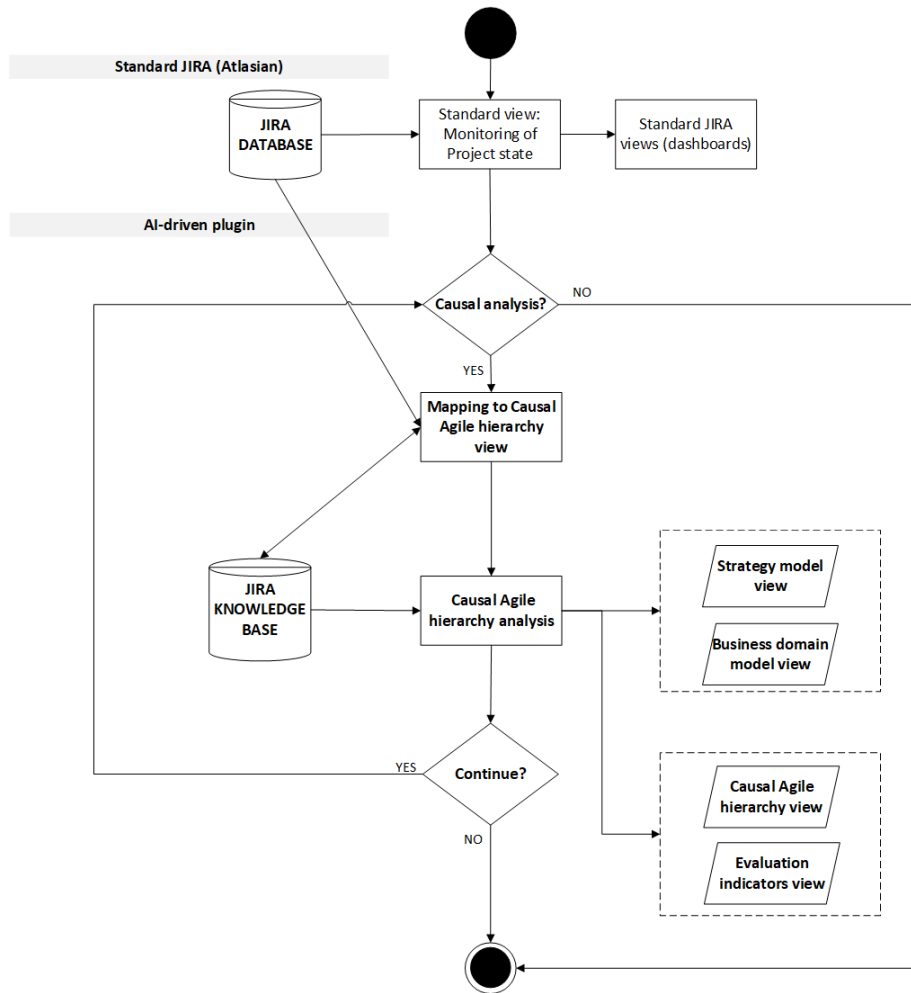 Standard JIRA (Atlasian)
JIRA
DATABASE
Standard view:
Monitoring of
Project state
Standard JIRA
views (dashboards)
AI-driven plugin
Causal analysis?
NO
YES
Mapping to Causal
Agile hierarchy
view
JIRA
KNOWLEDGE
BASE
Causal Agile
hierarchy analysis
Strategy model
view
Business domain
model view
YES
Continue?
NO
Causal Agile
hierarchy view
Evaluation
indicators view